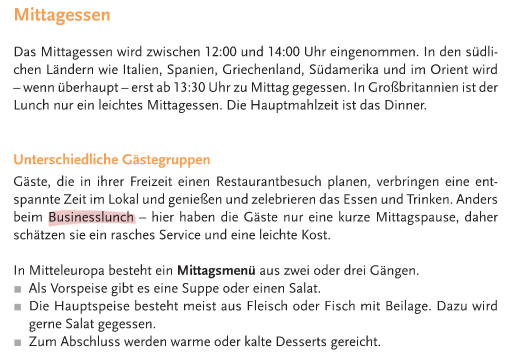 Mittagessen
Das Mittagessen wird zwischen 12:00 und 14:00 Uhr eingenommen. In den südli-
chen Ländern wie Italien, Spanien, Griechenland, Südamerika und im Orient wird
– wenn überhaupt – erst ab 13:30 Uhr zu Mittag gegessen. In Großbritannien ist der
Lunch nur ein leichtes Mittagessen. Die Hauptmahlzeit ist das Dinner.
Unterschiedliche Gästegruppen
Gäste, die in ihrer Freizeit einen Restaurantbesuch planen, verbringen eine ent-
spannte Zeit im Lokal und genießen und zelebrieren das Essen und Trinken. Anders
beim Businesslunch – hier haben die Gäste nur eine kurze Mittagspause, daher
schätzen sie ein rasches Service und eine leichte Kost.
In Mitteleuropa besteht ein Mittagsmenü aus zwei oder drei Gängen.
■ Als Vorspeise gibt es eine Suppe oder einen Salat.
■ Die Hauptspeise besteht meist aus Fleisch oder Fisch mit Beilage. Dazu wird
gerne Salat gegessen.
■ Zum Abschluss werden warme oder kalte Desserts gereicht.